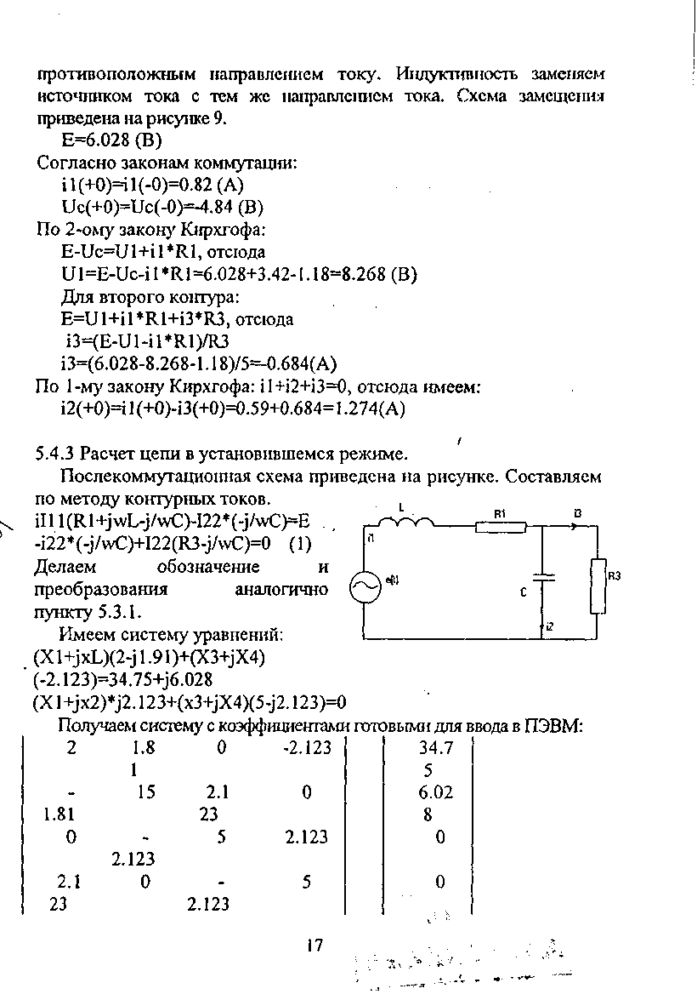 противоположным направлением току. Индуктивность заменяем
источником тока с тем же направлением тока. Схема замещения
приведена на рисунке 9.
E=6.028 (В)
Согласно законам коммутации:
i1(+0)=i1(-0)=0.82 (А)
Uc(+0)=Uc(-0)=-4.84 (В)
По 2-ому закону Кирхгофа:
E-Uc=U1+i1*R1, отсюда
U1=E-Uc-i1*R1=6.028+3.42-1.18=8.268 (В)
Для второго контура:
E=U1+i1*R1+i3*R3, отсюда
i3=(E-U1-i1*R1)/R3
i3=(6.028-8.268-1.18)/5=-0.684(А)
По 1-му закону Кирхгофа: i1+i2+i3=0, отсюда имеем:
i2(+0)=i1(+0)-i3(+0)=0.59+0.684=1.274(А)
5.4.3 Расчет цепи в установившемся режиме.
Послекоммутационная схема приведена на рисунке. Составляем
по методу контурных токов.
iI11(R1+jwL-j/wC)-I22*(-j/wC)=E
-i22*(-j/wC)+I22(R3-j/wC)=0 (1)
Делаем обозначение и
преобразования аналогично
пункту 5.3.1.
L R1 i3
i1
e(t) C R3
i2
Имеем систему уравнений:
(X1+jxL)(2-j1.91)+(X3+jX4)
(-2.123)=34.75+j6.028
(X1+jx2)*j2.123+(x3+jX4)(5-j2.123)=0
Получаем систему с коэффициентами готовыми для ввода в ПЭВМ:
2 1.8 0 -2.123 34.7
1 5
- 15 2.1 0 6.02
1.81 23 8
0 - 5 2.123 0
2.123
2.1 0 - 5 0
23 2.123
17